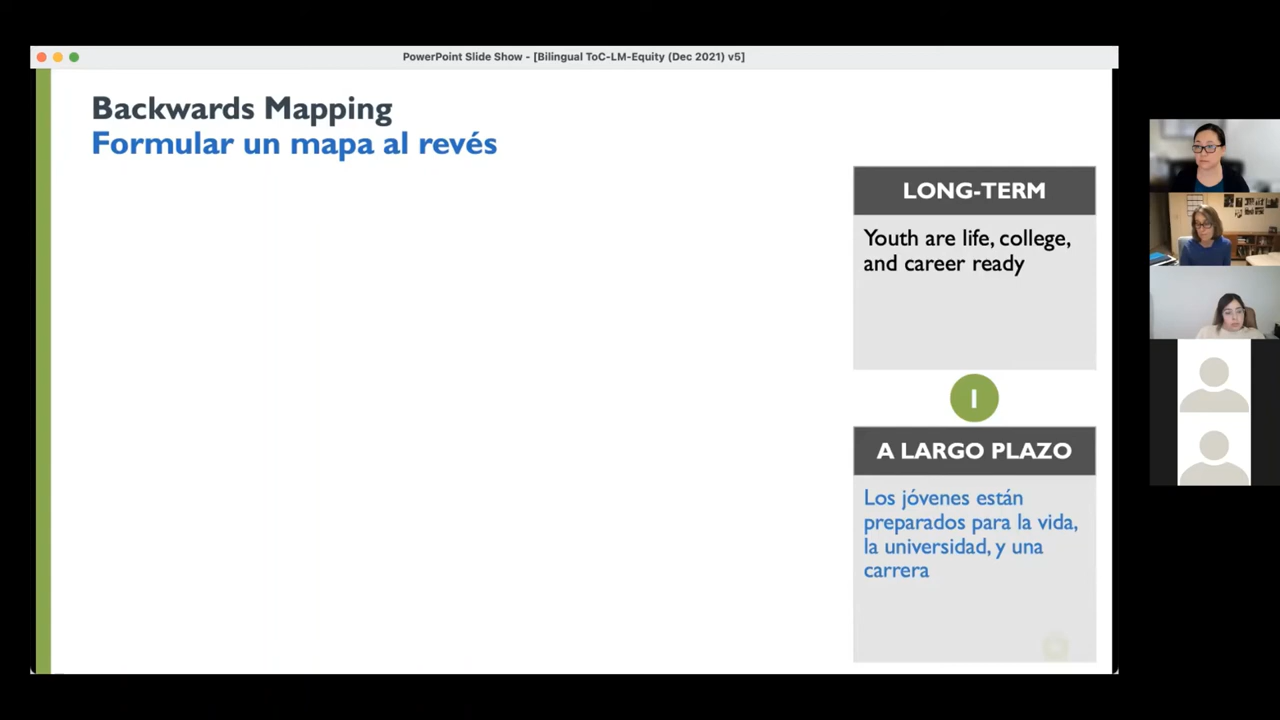 PowerPoint Slide Show - [Bilingual ToC-LM-Equity (Dec 2021) v5]
Backwards Mapping
Formular un mapa al revés
LONG-TERM
Youth are life, college,
and career ready
1
A LARGO PLAZO
Los jóvenes están
preparados para la vida,
la universidad, y una
carrera